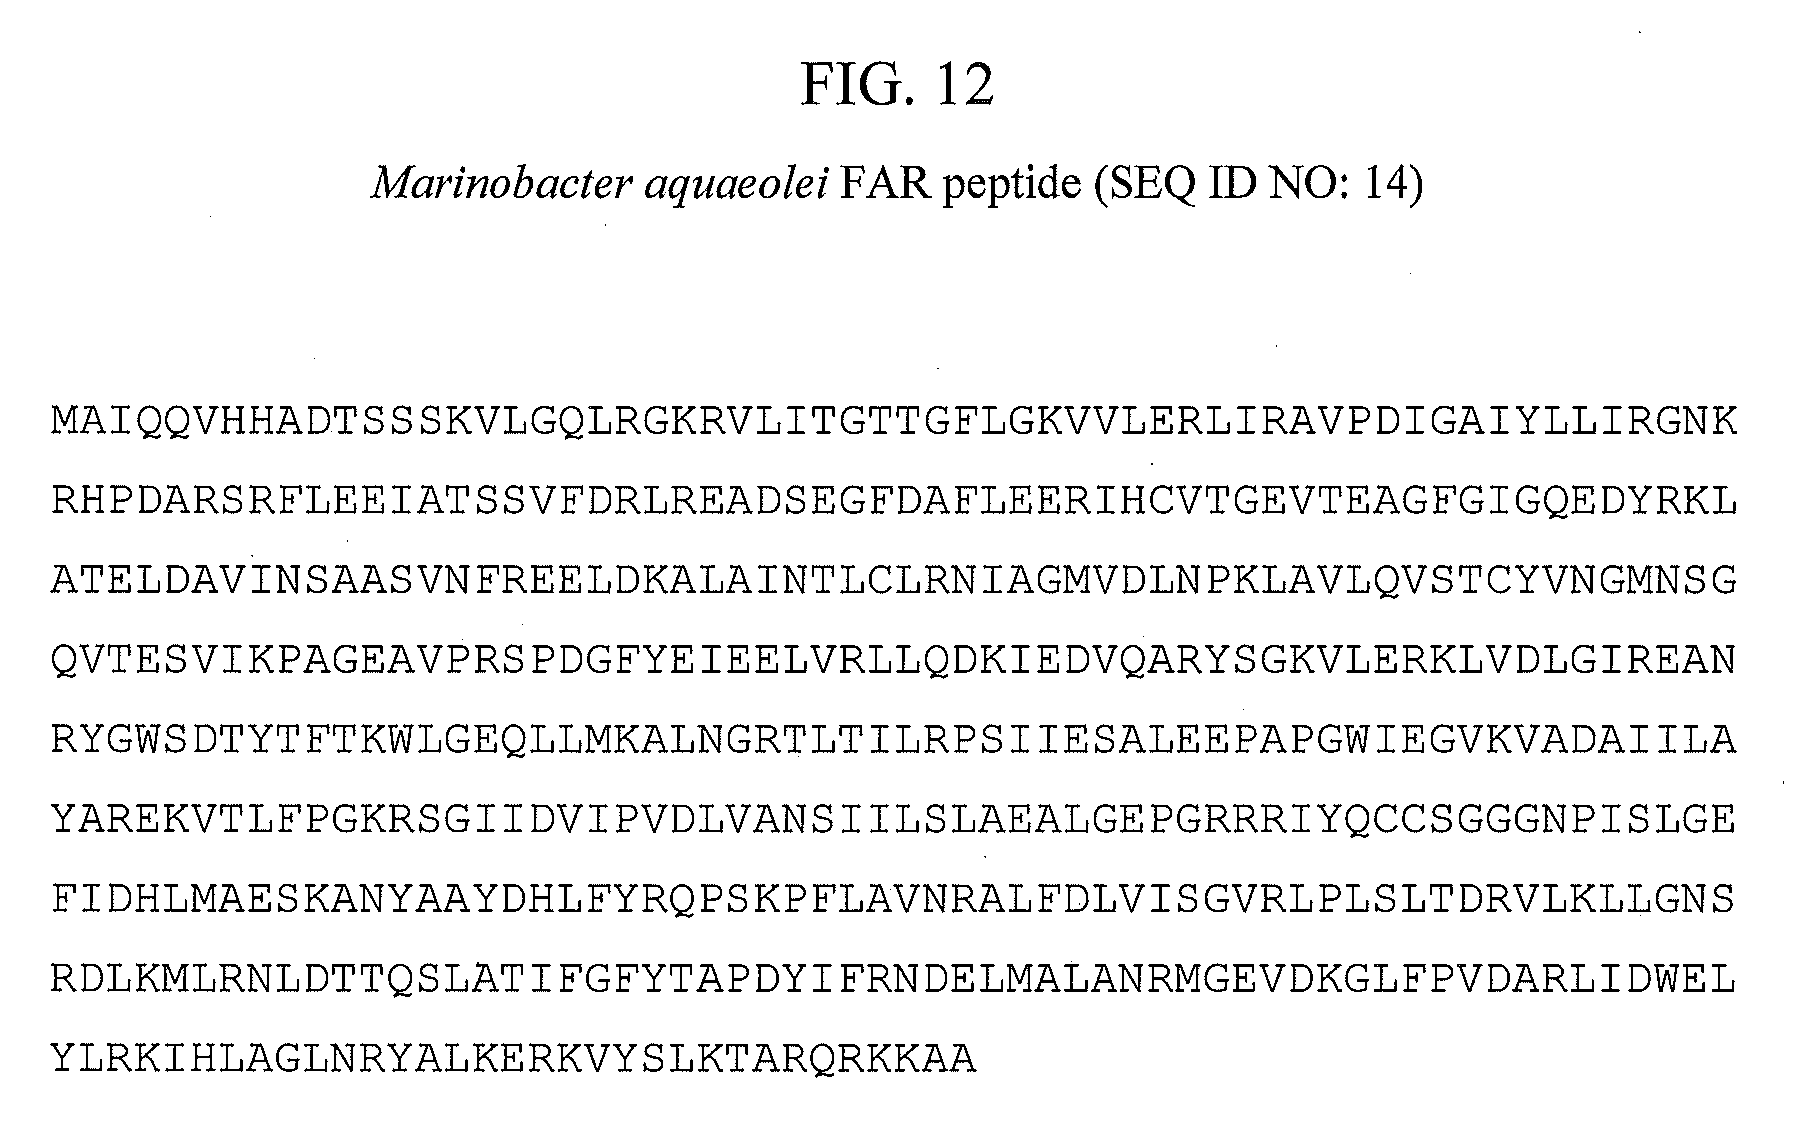 FIG. 12
Marinobacter aquaeolei FAR peptide (SEQ ID NO: 14)
MAIQQVHHADTSSSKVLGQLRGKRVLITGTTGFLGKVVLERLIRAVPDIGAIYLLIRGNK
RHPDARSRFLEEIATSSVFDRLREADSEGFDAFLEERIHCVTGEVTEAGFGIGQEDYRKL
ATELDAVINSAASVNFREELDKALAINTLCLRNIAGMVDLNPKLAVLQVSTCYVNGMNSG
QVTESVIKPAGEAVPRSPDGFYEIEELVRLLQDKIEDVQARYSGKVLERKLVDLGIREAN
RYGWSDTYTFTKWLGEQLLMKALNGRTLTILRPSIIESALEEPAPGWIEGVKVADAIILA
YAREKVTLFPGKRSGIIDVIPVDLVANSIILSLAEALGEPGRRRIYQCCSGGGNPISLGE
FIDHLMAESKANYAAYDHLFYRQPSKPFLAVNRALFDLVISGVRLPLSLTDRVLKLLGNS
RDLKMLRNLDTTQSLATIFGFYTAPDYIFRNDELMALANRMGEVDKGLFPVDARLIDWEL
YLRKIHLAGLNRYALKERKVYSLKTARQRKKAA